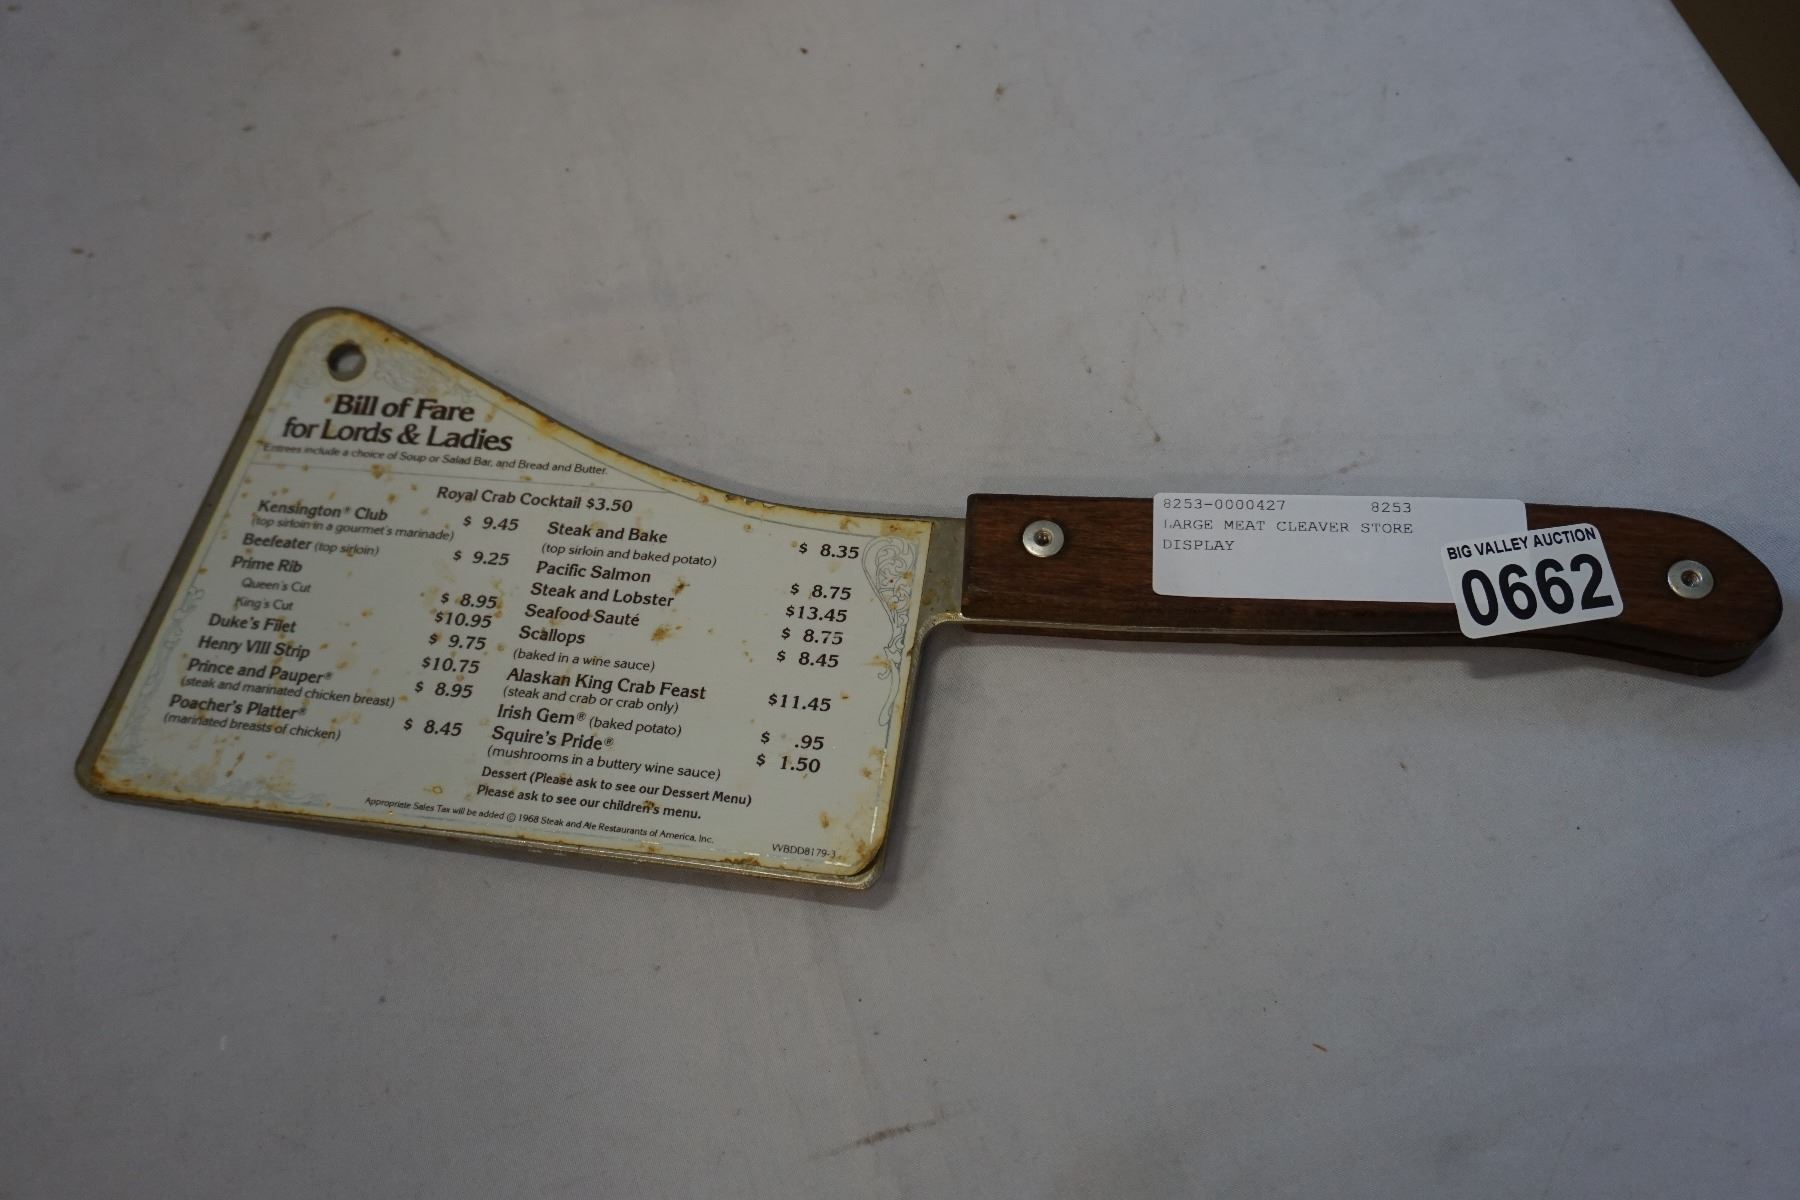 Bill of Fare
for Lords & Ladies
Entrees include a choice of Soup or Salad Bar, and Bread and Butter.
Royal Crab Cocktail $3.50
Kensington® Club $ 9.45
(top sirloin in a gourmet's marinade)
Beefeater (top sirloin) $ 9.25
Prime Rib
Queen's Cut $ 8.95
King's Cut $10.95
Duke's Filet $ 9.75
Henry VIII Strip $10.75
Prince and Pauper® $ 8.95
(steak and marinated chicken breast)
Poacher's Platter® $ 8.45
(marinated breasts of chicken)
Steak and Bake $ 8.35
(top sirloin and baked potato)
Pacific Salmon $ 8.75
Steak and Lobster $13.45
Seafood Sauté $ 8.75
Scallops $ 8.45
(baked in a wine sauce)
Alaskan King Crab Feast $11.45
(steak and crab or crab only)
Irish Gem® (baked potato) $ .95
Squire's Pride® $ 1.50
(mushrooms in a buttery wine sauce)
Dessert (Please ask to see our Dessert Menu)
Please ask to see our children's menu.
Appropriate Sales Tax will be added © 1968 Steak and Ale Restaurants of America, Inc.
VVBDD8179-3
8253-0000427 8253
LARGE MEAT CLEAVER STORE
DISPLAY
BIG VALLEY AUCTION
0662